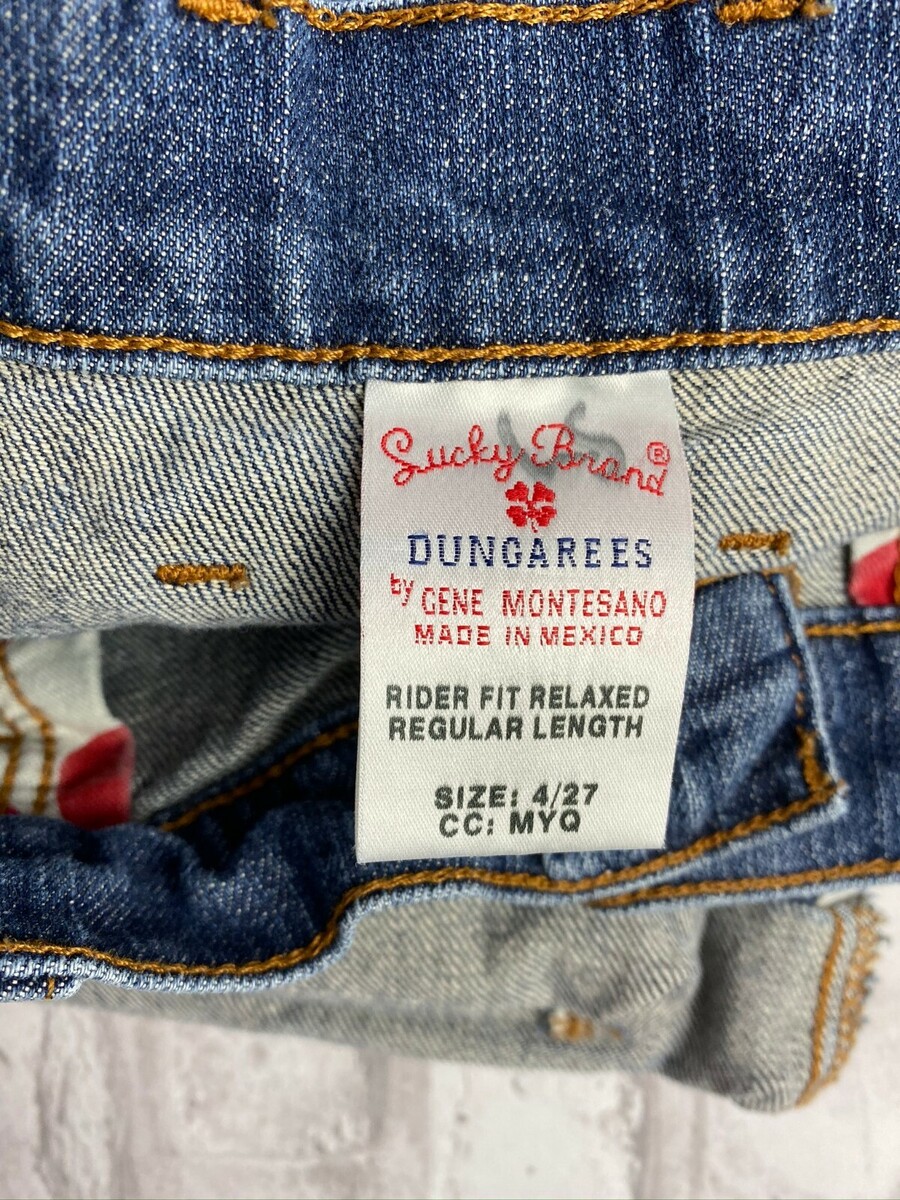 Lucky Brand®
DUNGAREES
by GENE MONTESANO
MADE IN MEXICO
RIDER FIT RELAXED
REGULAR LENGTH
SIZE: 4/27
CC: MYQ